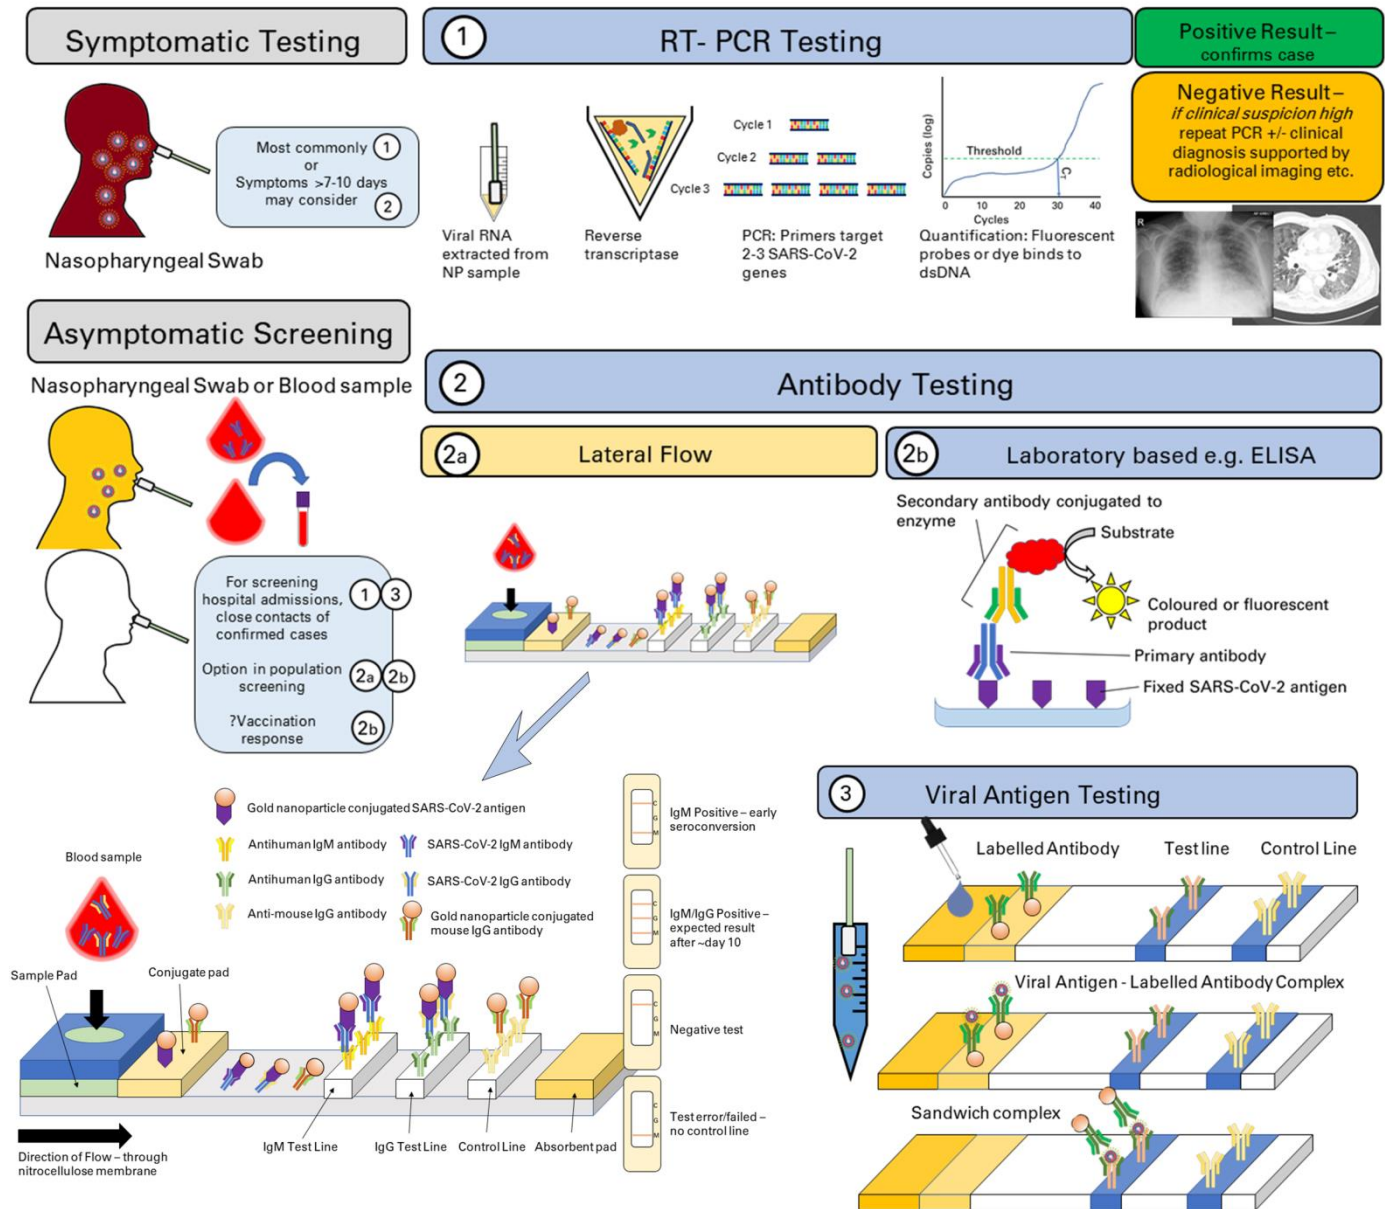 Symptomatic Testing
Most commonly 1
or
Symptoms >7-10 days
may consider 2
Nasopharyngeal Swab
1 RT- PCR Testing
Viral RNA
extracted from
NP sample
Reverse
transcriptase
Cycle 1
Cycle 2
Cycle 3
PCR: Primers target
2-3 SARS-CoV-2
genes
Copies (log)
Threshold
CT
0 10 20 30 40
Cycles
Quantification: Fluorescent
probes or dye binds to
dsDNA
Positive Result –
confirms case
Negative Result –
if clinical suspicion high
repeat PCR +/- clinical
diagnosis supported by
radiological imaging etc.
R
Asymptomatic Screening
Nasopharyngeal Swab or Blood sample
For screening
hospital admissions,
close contacts of
confirmed cases
1 3
Option in population
screening
2a 2b
?Vaccination
response
2b
2 Antibody Testing
2a Lateral Flow
2b Laboratory based e.g. ELISA
Secondary antibody conjugated to
enzyme
Substrate
Coloured or fluorescent
product
Primary antibody
Fixed SARS-CoV-2 antigen
Gold nanoparticle conjugated SARS-CoV-2 antigen
Antihuman IgM antibody
SARS-CoV-2 IgM antibody
Antihuman IgG antibody
SARS-CoV-2 IgG antibody
Anti-mouse IgG antibody
Gold nanoparticle conjugated
mouse IgG antibody
Blood sample
Sample Pad
Conjugate pad
IgM Test Line
IgG Test Line
Control Line
Absorbent pad
Direction of Flow – through
nitrocellulose membrane
C
G
M
IgM Positive – early
seroconversion
C
G
M
IgM/IgG Positive –
expected result
after ~day 10
C
G
M
Negative test
C
G
M
Test error/failed –
no control line
3 Viral Antigen Testing
Labelled Antibody
Test line
Control Line
Viral Antigen - Labelled Antibody Complex
Sandwich complex